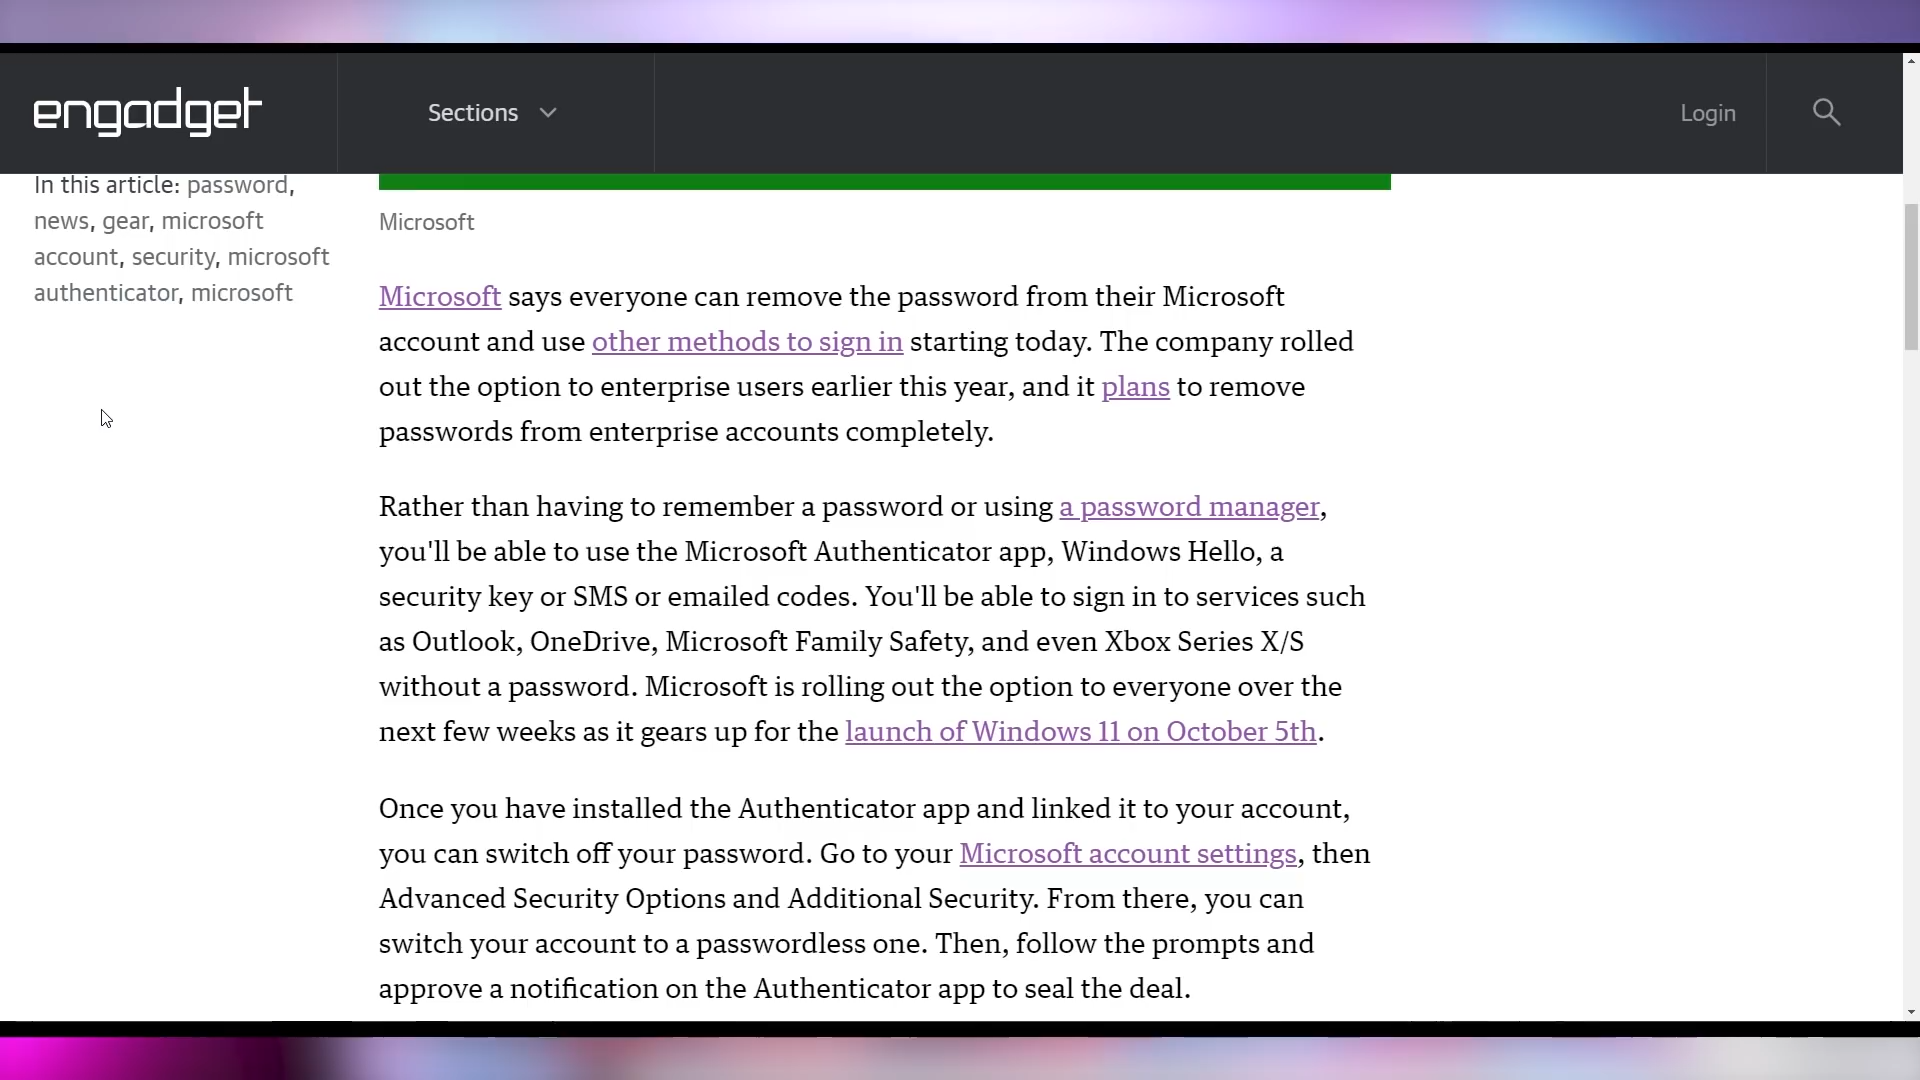 engadget
Sections
Login
In this article: password,
news, gear, microsoft
account, security, microsoft
authenticator, microsoft
Microsoft
Microsoft says everyone can remove the password from their Microsoft
account and use other methods to sign in starting today. The company rolled
out the option to enterprise users earlier this year, and it plans to remove
passwords from enterprise accounts completely.
Rather than having to remember a password or using a password manager,
you'll be able to use the Microsoft Authenticator app, Windows Hello, a
security key or SMS or emailed codes. You'll be able to sign in to services such
as Outlook, OneDrive, Microsoft Family Safety, and even Xbox Series X/S
without a password. Microsoft is rolling out the option to everyone over the
next few weeks as it gears up for the launch of Windows 11 on October 5th.
Once you have installed the Authenticator app and linked it to your account,
you can switch off your password. Go to your Microsoft account settings, then
Advanced Security Options and Additional Security. From there, you can
switch your account to a passwordless one. Then, follow the prompts and
approve a notification on the Authenticator app to seal the deal.